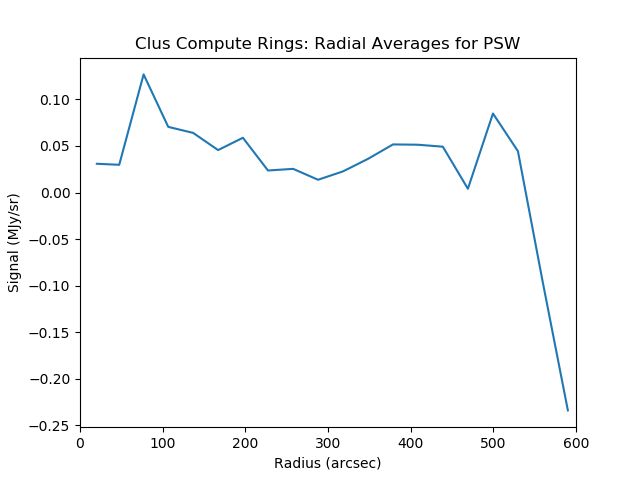 Clus Compute Rings: Radial Averages for PSW
0.10
0.05
0.00
−0.05
−0.10
−0.15
−0.20
−0.25
Signal (MJy/sr)
0 100 200 300 400 500 600
Radius (arcsec)